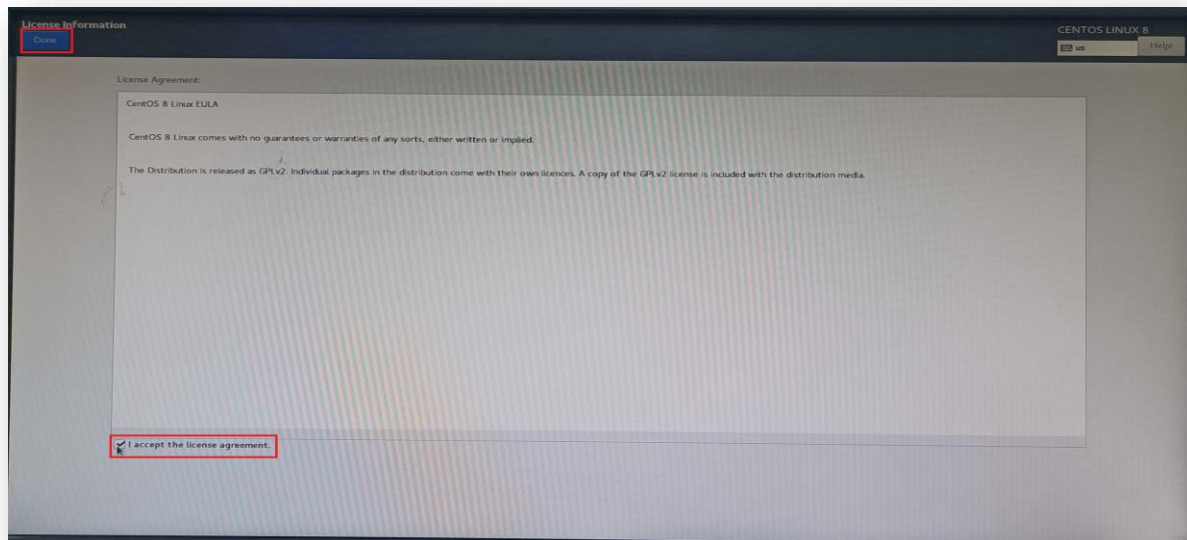 License Information
Done
CENTOS LINUX 8
us
Help!
License Agreement:
CentOS 8 Linux EULA
CentOS 8 Linux comes with no guarantees or warranties of any sorts, either written or implied.
The Distribution is released as GPLv2. Individual packages in the distribution come with their own licences. A copy of the GPLv2 license is included with the distribution media.
I accept the license agreement.